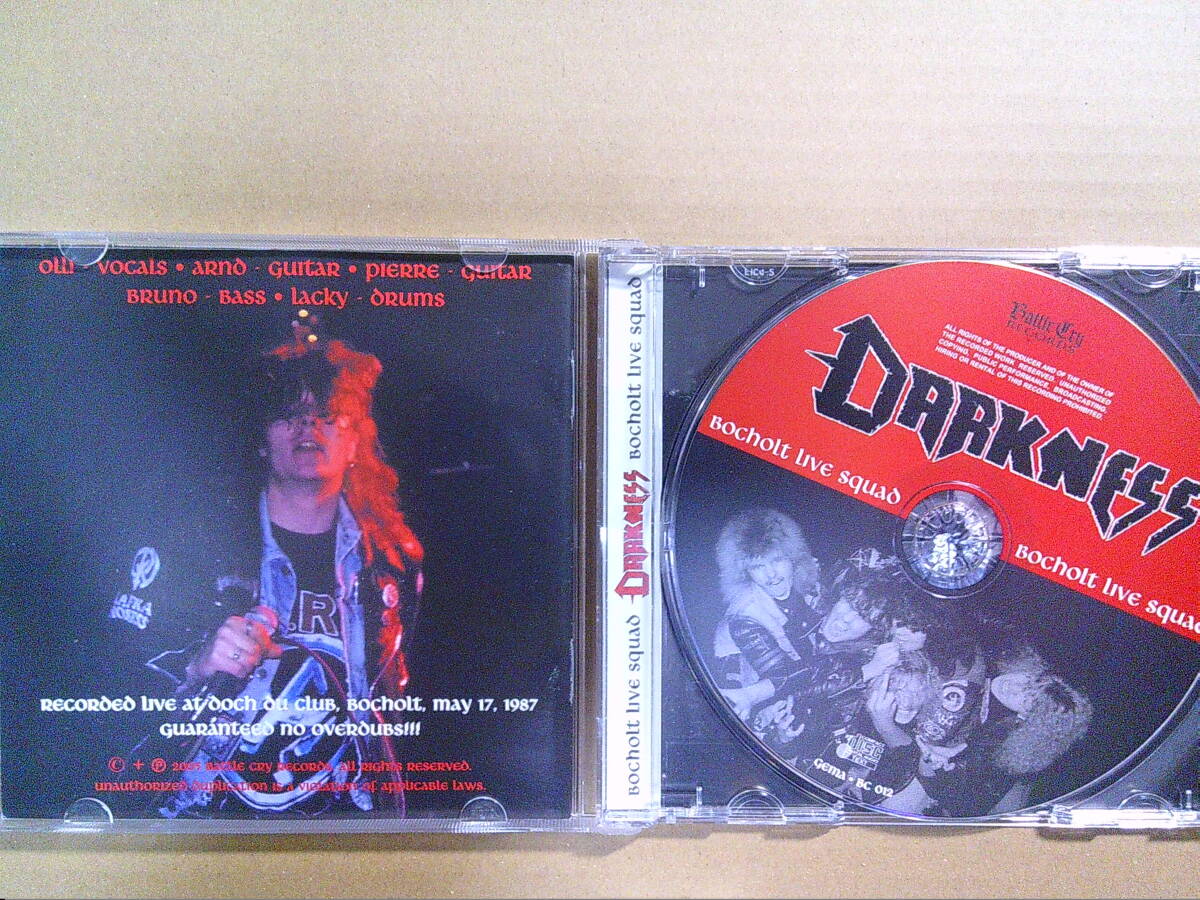 Olli - Vocals • Arnd - Guitar • Pierre - Guitar
Bruno - Bass • Lacky - Drums
Recorded live at Doch Du Club, Bocholt, May 17, 1987
Guaranteed no overdubs!!!
Battle Cry Records. All rights reserved.
Unauthorized duplication is a violation of applicable laws.
Bocholt Live Squad DARKNESS Bocholt Live Squad
EICA-S
Battle Cry
RECORDS
ALL RIGHTS OF THE PRODUCER AND OF THE OWNER OF
THE RECORDED WORK RESERVED. UNAUTHORIZED
COPYING, PUBLIC PERFORMANCE, BROADCASTING,
HIRING OR RENTAL OF THIS RECORDING PROHIBITED.
DARKNESS
Bocholt Live Squad
Bocholt Live Squad
DISC
GEMA - BC 012